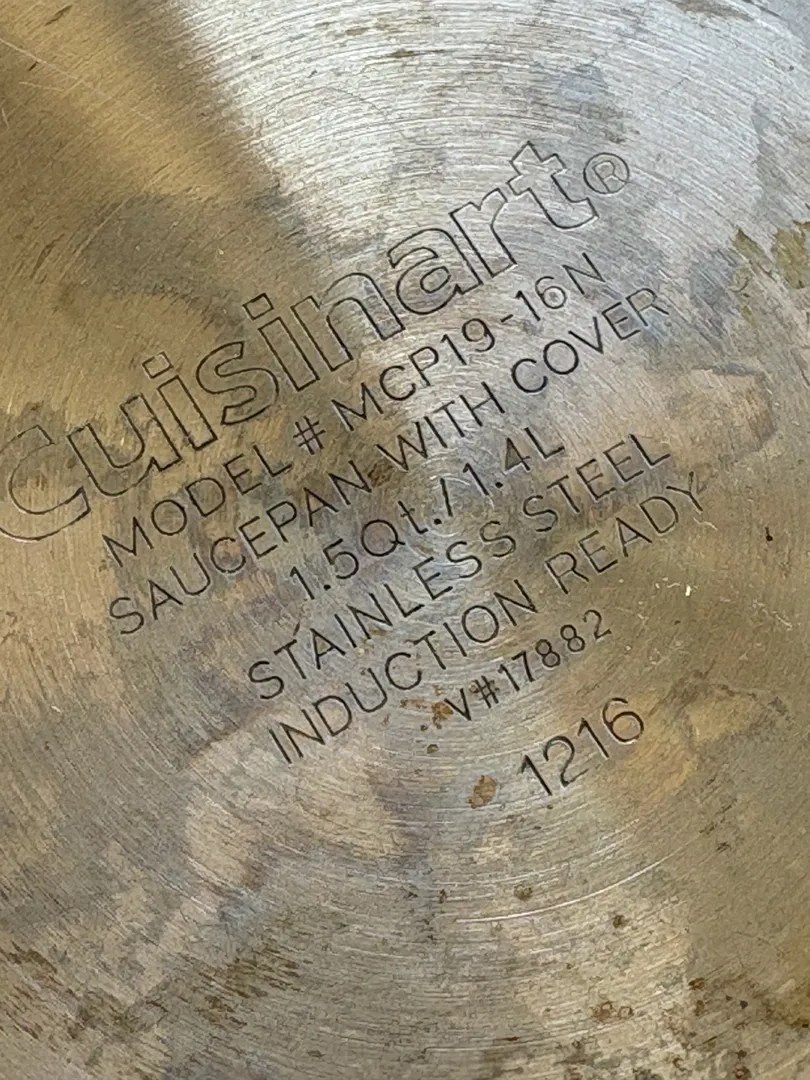 Cuisinart®
MODEL # MCP19-16N
SAUCEPAN WITH COVER
1.5Qt./1.4L
STAINLESS STEEL
INDUCTION READY
V#17882
1216